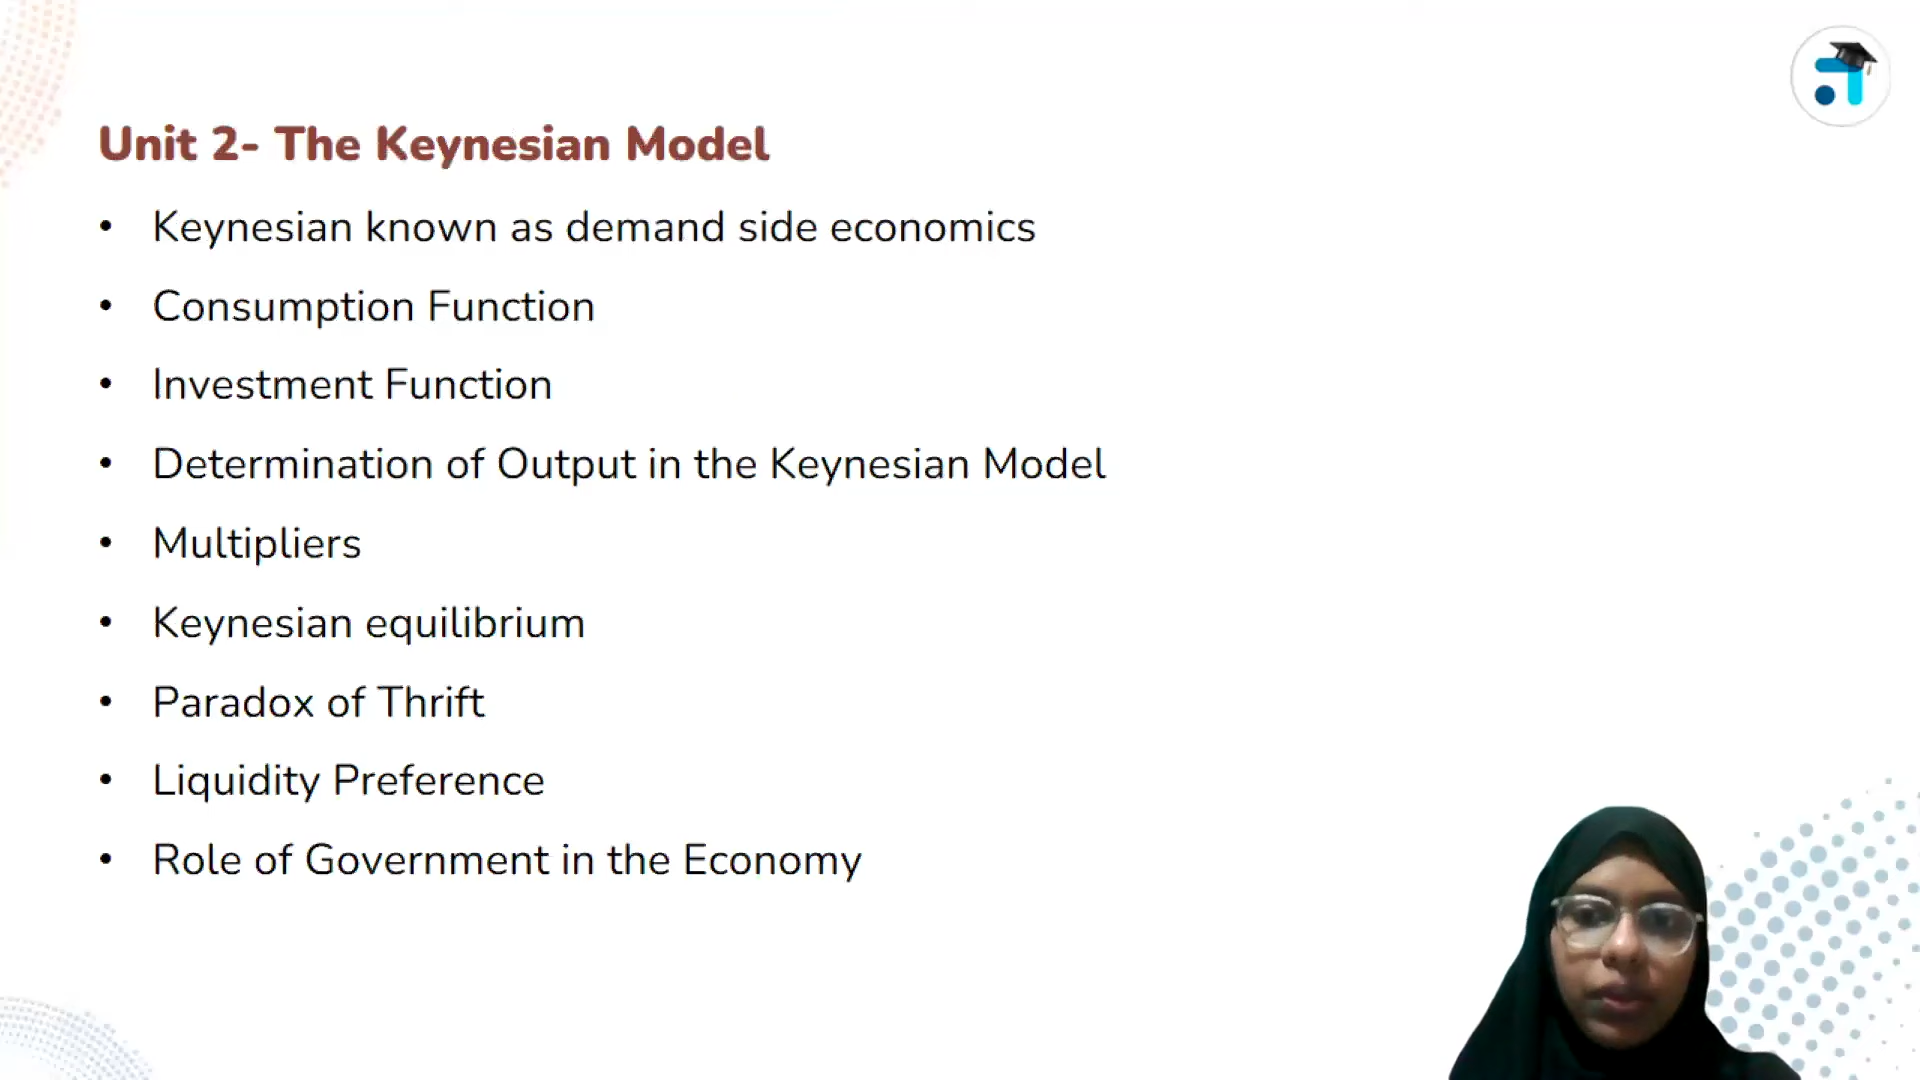 Unit 2- The Keynesian Model
• Keynesian known as demand side economics
• Consumption Function
• Investment Function
• Determination of Output in the Keynesian Model
• Multipliers
• Keynesian equilibrium
• Paradox of Thrift
• Liquidity Preference
• Role of Government in the Economy